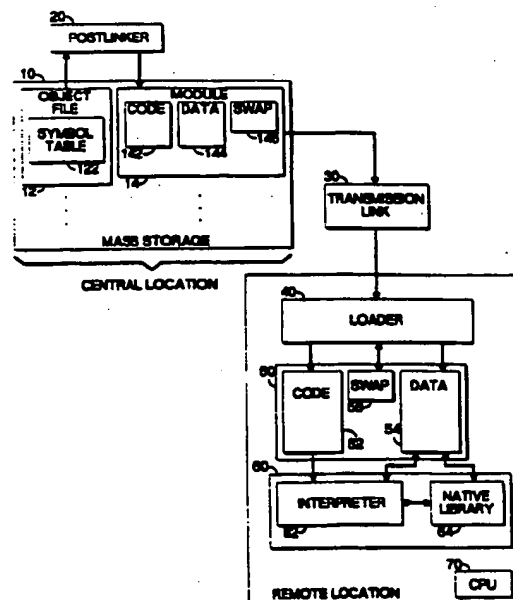 20
POSTLINKER
10
OBJECT
FILE
SYMBOL
TABLE
122
12
MODULE
CODE
142
DATA
144
SWAP
146
14
MASS STORAGE
CENTRAL LOCATION
30
TRANSMISSION
LINK
40
LOADER
50
CODE
52
SWAP
56
DATA
54
60
INTERPRETER
62
NATIVE
LIBRARY
64
70
CPU
REMOTE LOCATION